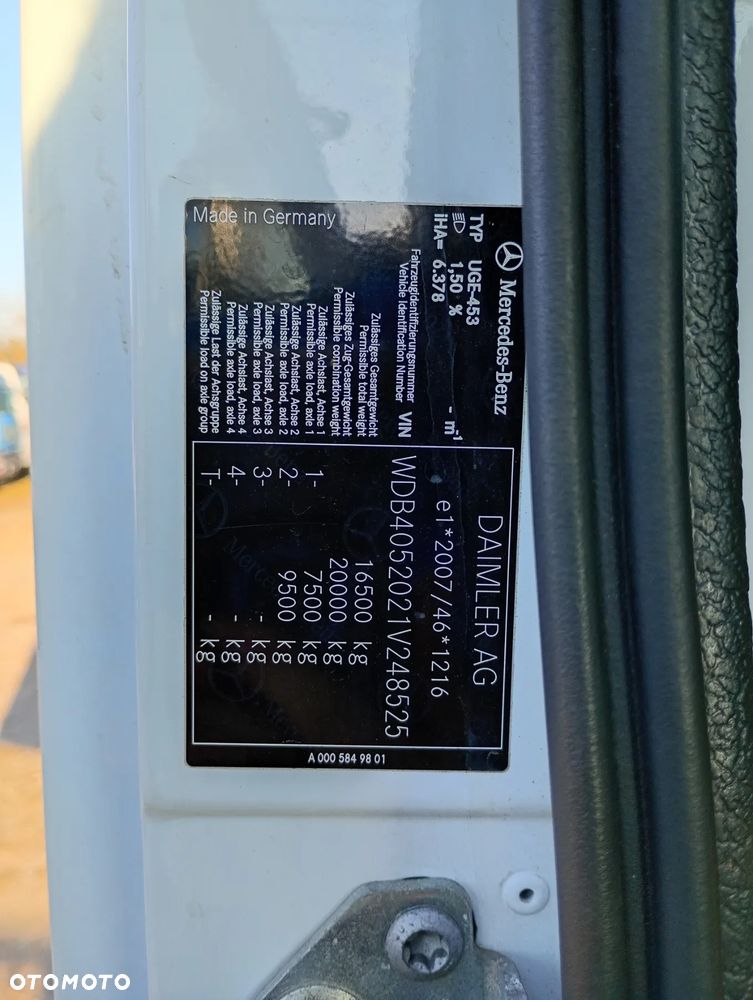 Mercedes-Benz
TYP UGE-453
1,50 % - m-1
iHA= 6.378
DAIMLER AG
e1*2007/46*1216
Fahrzeugidentifizierungsnummer
Vehicle Identification Number VIN
WDB4052021V248525
Zulässiges Gesamtgewicht
Permissible total weight
16500 kg
Zulässiges Zug-Gesamtgewicht
Permissible combination weight
20000 kg
Zulässige Achslast, Achse 1
Permissible axle load, axle 1
1- 7500 kg
Zulässige Achslast, Achse 2
Permissible axle load, axle 2
2- 9500 kg
Zulässige Achslast, Achse 3
Permissible axle load, axle 3
3- - kg
Zulässige Achslast, Achse 4
Permissible axle load, axle 4
4- - kg
Zulässige Last der Achsgruppe
Permissible load on axle group
T- - kg
Made in Germany
A 000 584 98 01
OTOMOTO